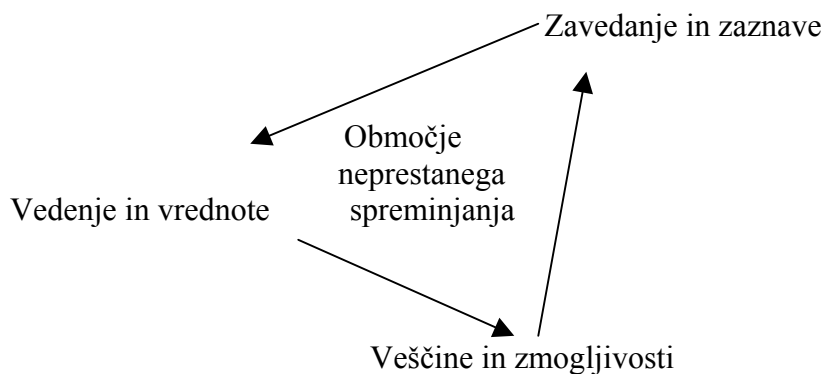 Zavedanje in zaznave
Območje
neprestanega
spreminjanja
Vedenje in vrednote
Veščine in zmogljivosti